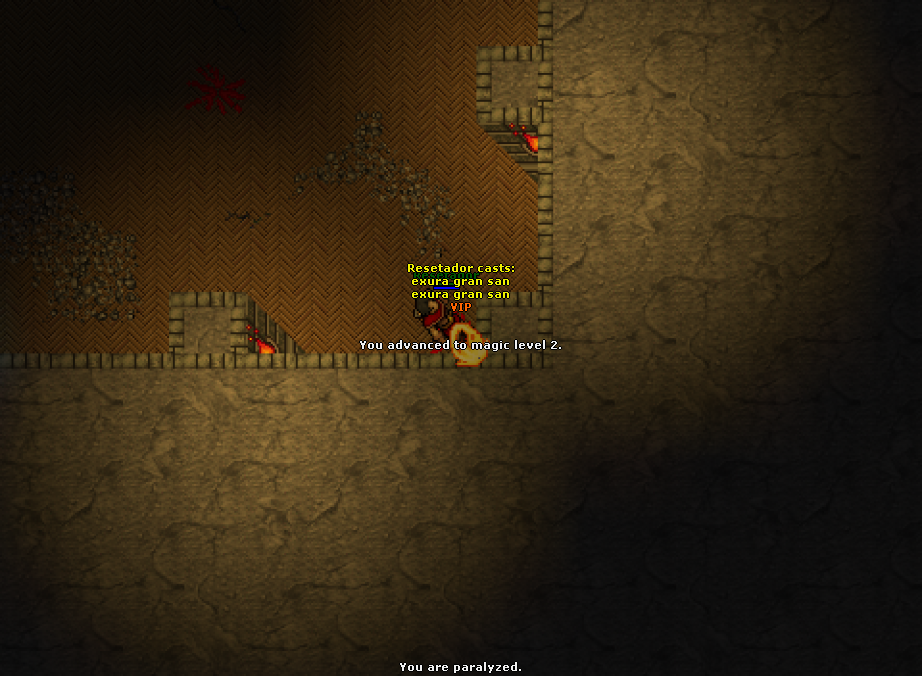 Resetador casts:
exura gran san
exura gran san
VIP
You advanced to magic level 2.
You are paralyzed.